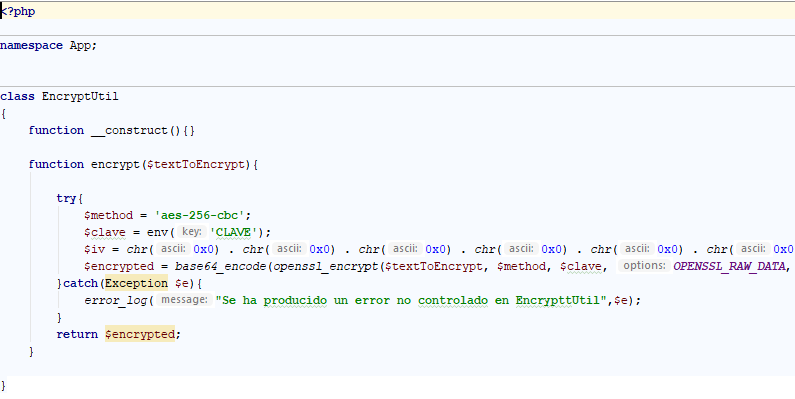 <?php
namespace App;
class EncryptUtil
{
function __construct(){}
function encrypt($textToEncrypt){
try{
$method = 'aes-256-cbc';
$clave = env( key: 'CLAVE');
$iv = chr( ascii: 0x0) . chr( ascii: 0x0) . chr( ascii: 0x0) . chr( ascii: 0x0) . chr( ascii: 0x0) . chr( ascii: 0x0
$encrypted = base64_encode(openssl_encrypt($textToEncrypt, $method, $clave, options: OPENSSL_RAW_DATA,
}catch(Exception $e){
error_log( message: "Se ha producido un error no controlado en EncrypttUtil",$e);
}
return $encrypted;
}
}